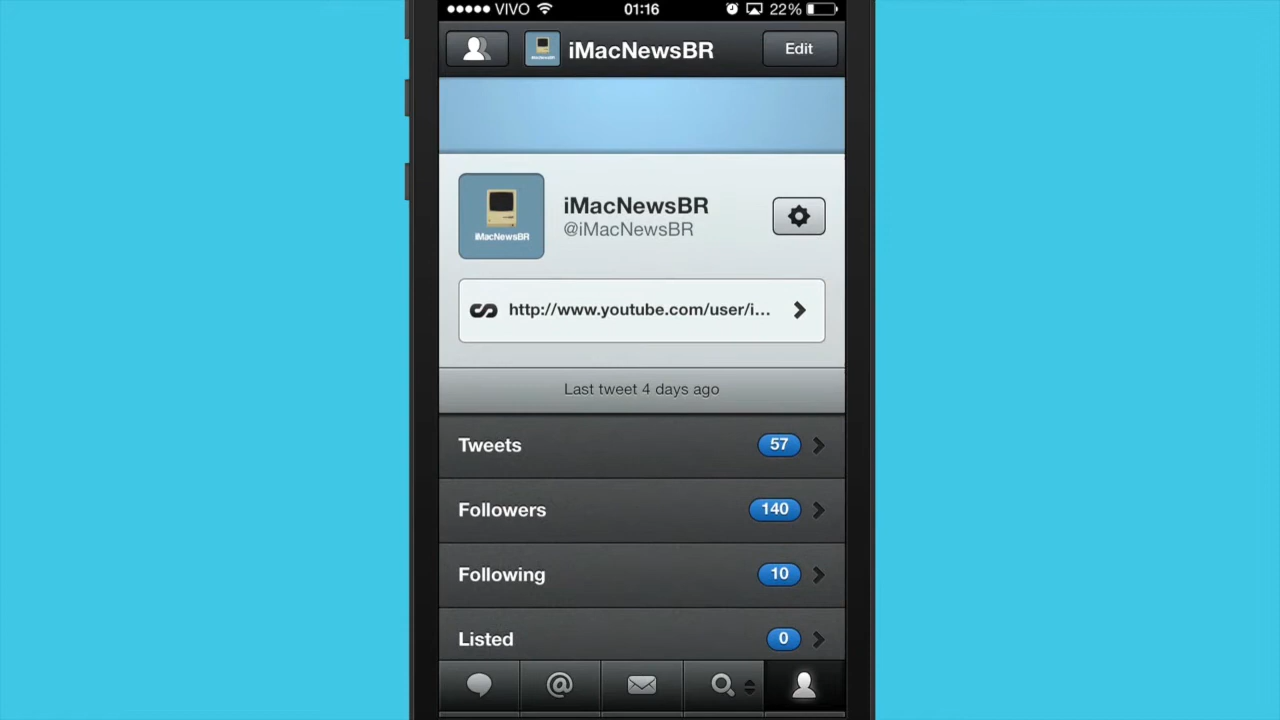 VIVO 01:16 22%
iMacNewsBR Edit
iMacNewsBR
@iMacNewsBR
iMacNewsBR
http://www.youtube.com/user/i...
Last tweet 4 days ago
Tweets 57
Followers 140
Following 10
Listed 0
@